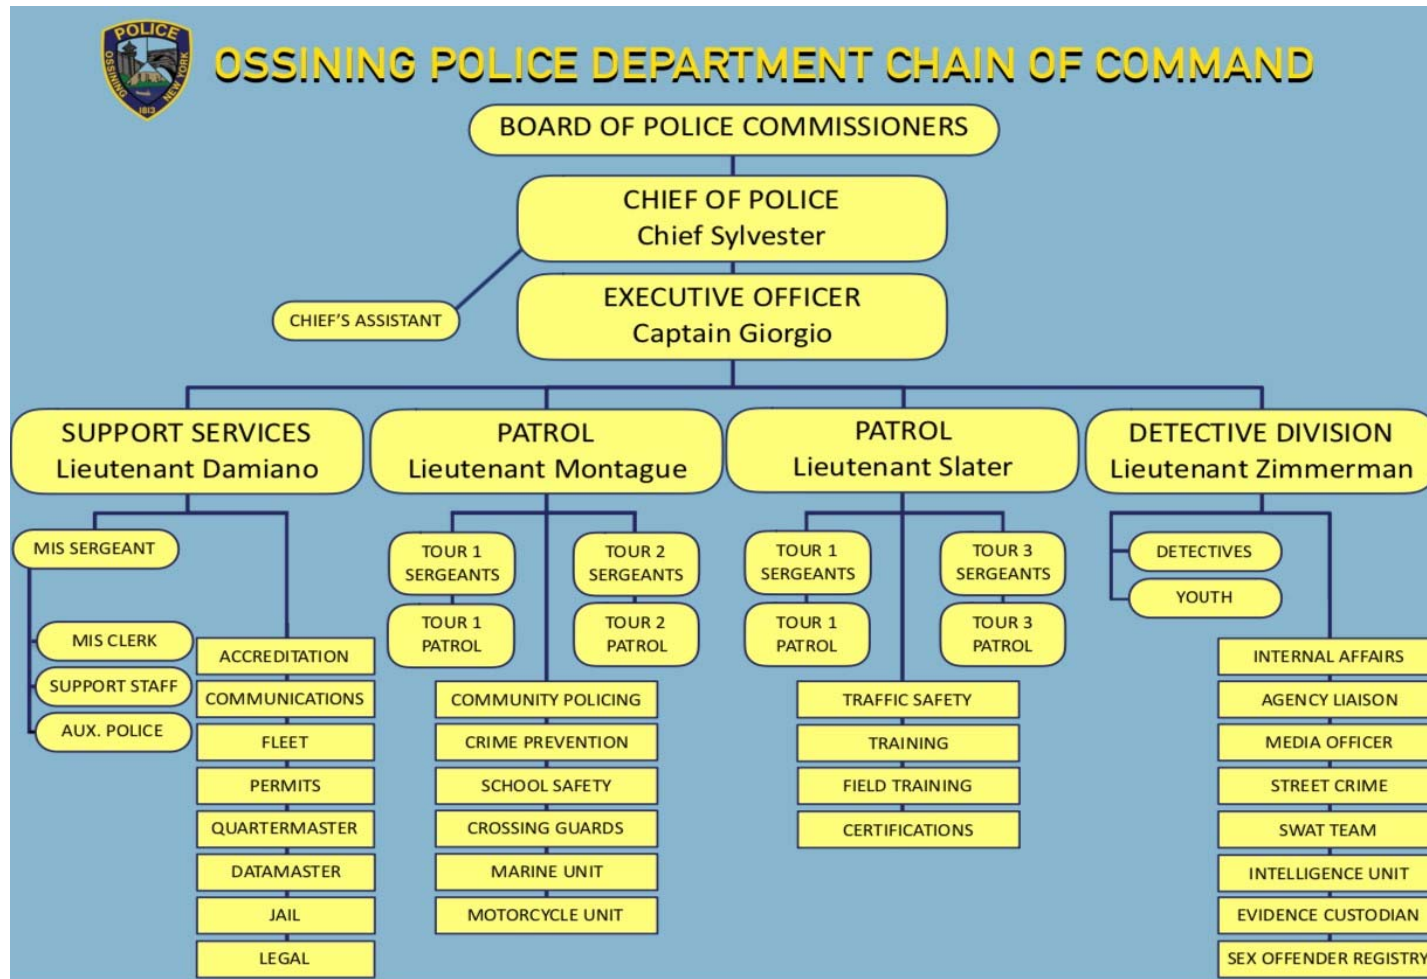 POLICE
OSSINING
NEW YORK
1813
OSSINING POLICE DEPARTMENT CHAIN OF COMMAND
BOARD OF POLICE COMMISSIONERS
CHIEF OF POLICE
Chief Sylvester
EXECUTIVE OFFICER
Captain Giorgio
CHIEF’S ASSISTANT
SUPPORT SERVICES
Lieutenant Damiano
MIS SERGEANT
MIS CLERK
SUPPORT STAFF
AUX. POLICE
ACCREDITATION
COMMUNICATIONS
FLEET
PERMITS
QUARTERMASTER
DATAMASTER
JAIL
LEGAL
PATROL
Lieutenant Montague
TOUR 1
SERGEANTS
TOUR 1
PATROL
TOUR 2
SERGEANTS
TOUR 2
PATROL
COMMUNITY POLICING
CRIME PREVENTION
SCHOOL SAFETY
CROSSING GUARDS
MARINE UNIT
MOTORCYCLE UNIT
PATROL
Lieutenant Slater
TOUR 1
SERGEANTS
TOUR 1
PATROL
TOUR 3
SERGEANTS
TOUR 3
PATROL
TRAFFIC SAFETY
TRAINING
FIELD TRAINING
CERTIFICATIONS
DETECTIVE DIVISION
Lieutenant Zimmerman
DETECTIVES
YOUTH
INTERNAL AFFAIRS
AGENCY LIAISON
MEDIA OFFICER
STREET CRIME
SWAT TEAM
INTELLIGENCE UNIT
EVIDENCE CUSTODIAN
SEX OFFENDER REGISTRY